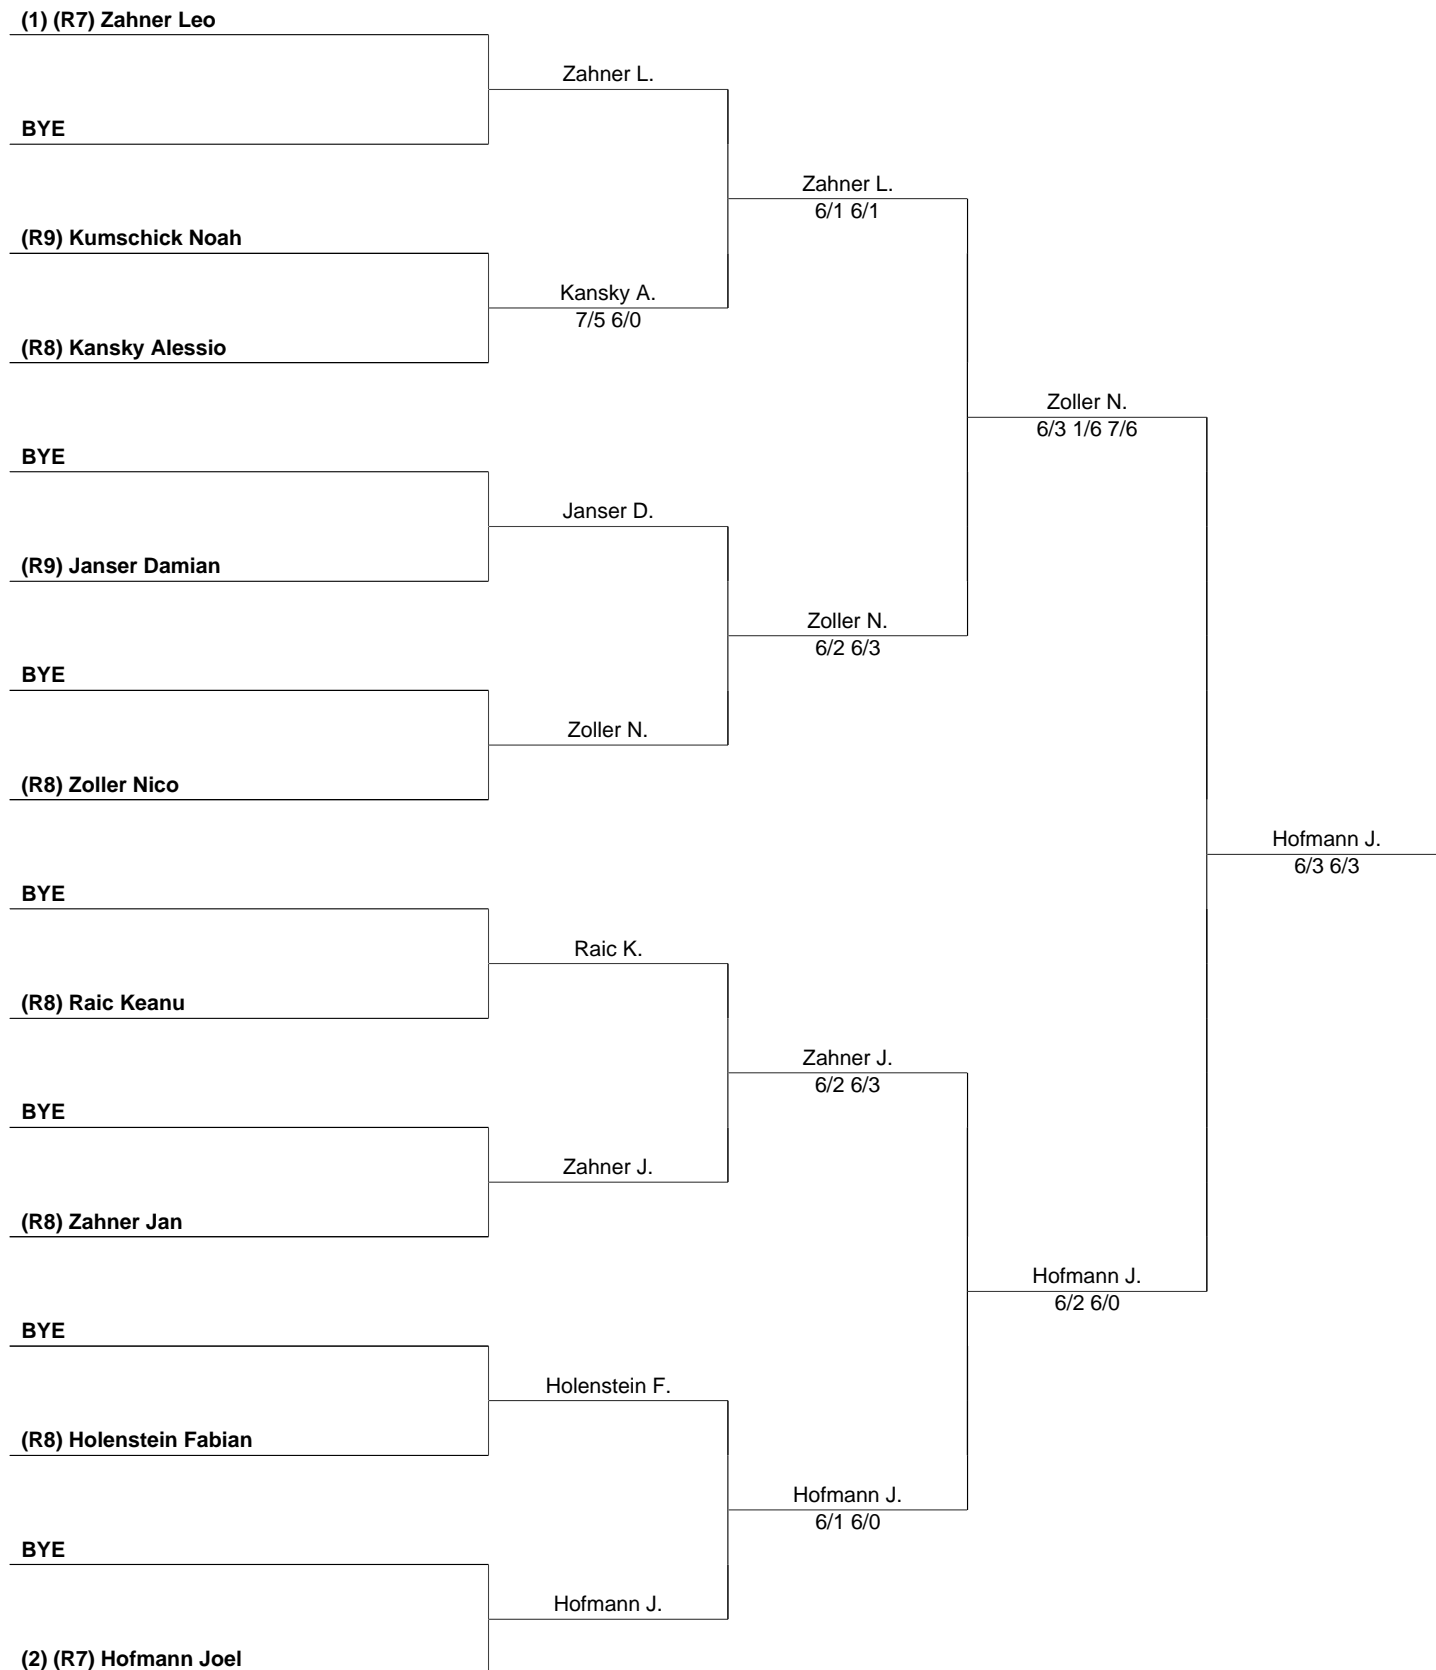 (1) (R7) Zahner Leo
Zahner L.
BYE
Zahner L.
6/1 6/1
(R9) Kumschick Noah
Kansky A.
7/5 6/0
(R8) Kansky Alessio
Zoller N.
6/3 1/6 7/6
BYE
Janser D.
(R9) Janser Damian
Zoller N.
6/2 6/3
BYE
Zoller N.
(R8) Zoller Nico
Hofmann J.
6/3 6/3
BYE
Raic K.
(R8) Raic Keanu
Zahner J.
6/2 6/3
BYE
Zahner J.
(R8) Zahner Jan
Hofmann J.
6/2 6/0
BYE
Holenstein F.
(R8) Holenstein Fabian
Hofmann J.
6/1 6/0
BYE
Hofmann J.
(2) (R7) Hofmann Joel